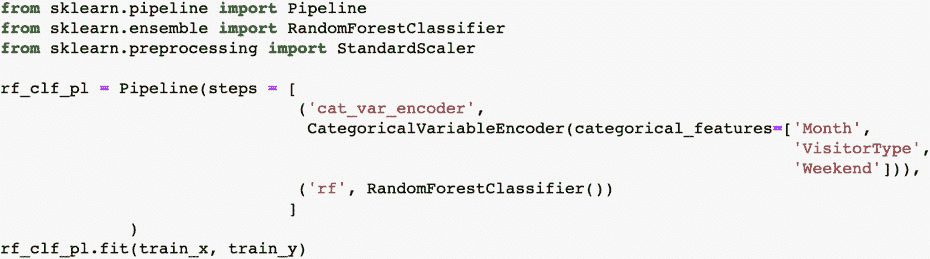 from sklearn.pipeline import Pipeline
from sklearn.ensemble import RandomForestClassifier
from sklearn.preprocessing import StandardScaler
rf_clf_pl = Pipeline(steps = [
('cat_var_encoder',
CategoricalVariableEncoder(categorical_features=['Month',
'VisitorType',
'Weekend'])),
('rf', RandomForestClassifier())
]
)
rf_clf_pl.fit(train_x, train_y)